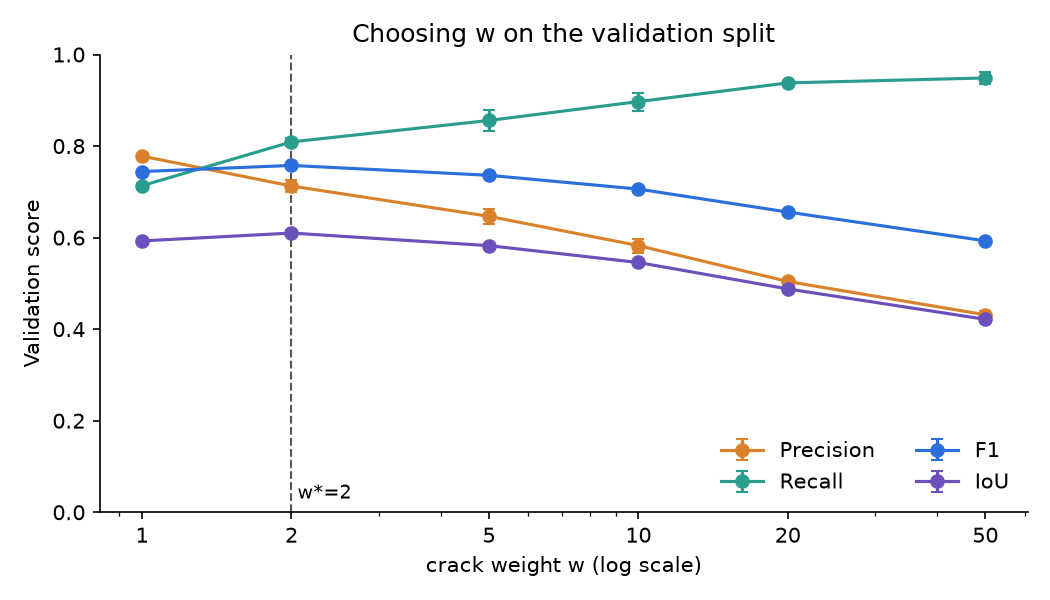 Choosing w on the validation split
Validation score
1.0
0.8
0.6
0.4
0.2
0.0
w*=2
Precision
Recall
F1
IoU
1 2 5 10 20 50
crack weight w (log scale)